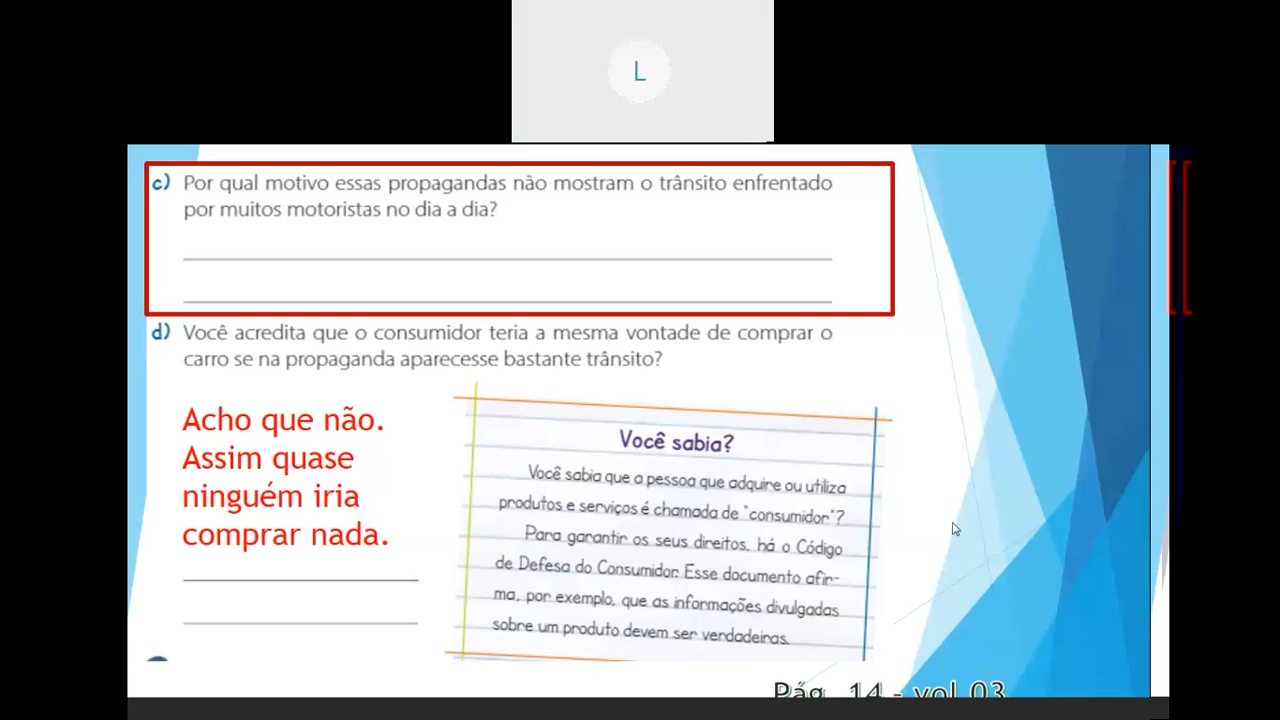 L
c) Por qual motivo essas propagandas não mostram o trânsito enfrentado
por muitos motoristas no dia a dia?
d) Você acredita que o consumidor teria a mesma vontade de comprar o
carro se na propaganda aparecesse bastante trânsito?
Acho que não.
Assim quase
ninguém iria
comprar nada.
Você sabia?
Você sabia que a pessoa que adquire ou utiliza
produtos e serviços é chamada de "consumidor"?
Para garantir os seus direitos, há o Código
de Defesa do Consumidor. Esse documento afir-
ma, por exemplo, que as informações divulgadas
sobre um produto devem ser verdadeiras.
Pág. 14 - vol 03